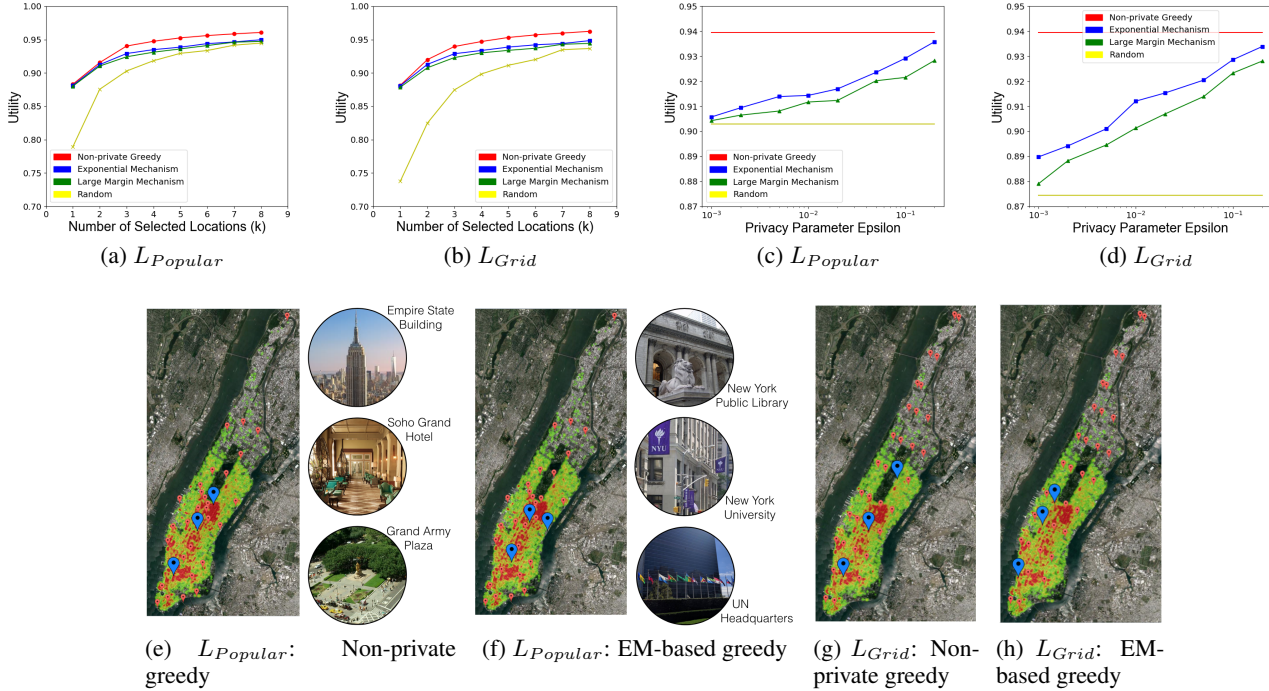 1.00
0.95
0.90
0.85
0.80
0.75
0.70
Utility
0 1 2 3 4 5 6 7 8 9
Number of Selected Locations (k)
Non-private Greedy
Exponential Mechanism
Large Margin Mechanism
Random
(a) L_Popular
1.00
0.95
0.90
0.85
0.80
0.75
0.70
Utility
0 1 2 3 4 5 6 7 8 9
Number of Selected Locations (k)
Non-private Greedy
Exponential Mechanism
Large Margin Mechanism
Random
(b) L_Grid
0.95
0.94
0.93
0.92
0.91
0.90
0.89
0.88
0.87
Utility
10⁻³ 10⁻² 10⁻¹
Privacy Parameter Epsilon
Non-private Greedy
Exponential Mechanism
Large Margin Mechanism
Random
(c) L_Popular
0.95
0.94
0.93
0.92
0.91
0.90
0.89
0.88
0.87
Utility
10⁻³ 10⁻² 10⁻¹
Privacy Parameter Epsilon
Non-private Greedy
Exponential Mechanism
Large Margin Mechanism
Random
(d) L_Grid
Empire State
Building
Soho Grand
Hotel
Grand Army
Plaza
(e) L_Popular: Non-private
greedy
New York
Public Library
NYU
New York
University
UN
Headquarters
(f) L_Popular: EM-based greedy
(g) L_Grid: Non-
private greedy
(h) L_Grid: EM-
based greedy